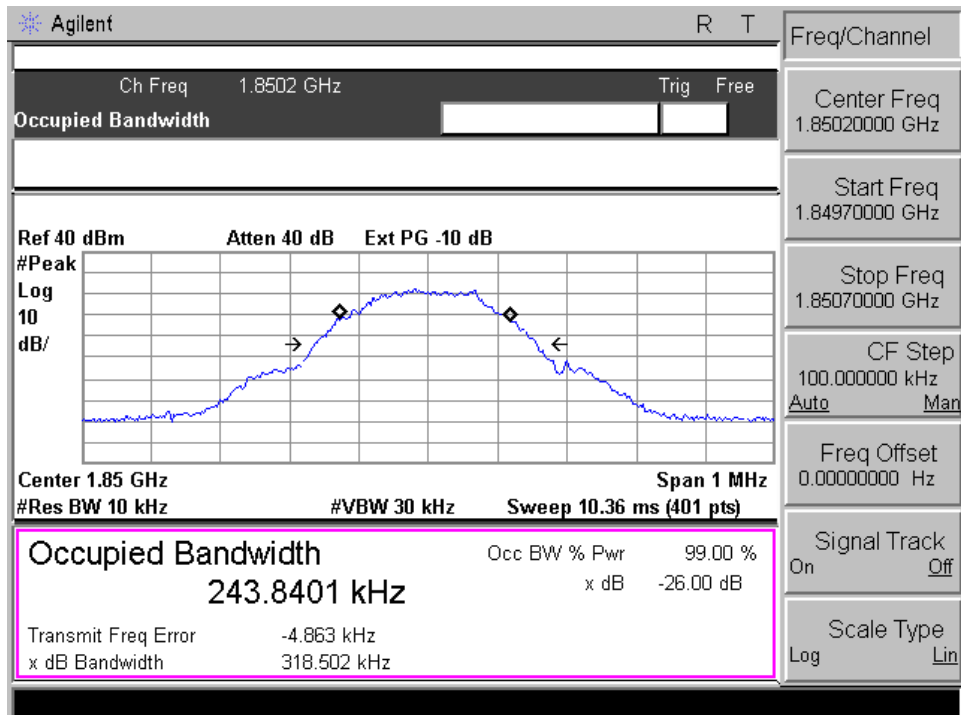 Agilent R T
Ch Freq 1.8502 GHz Trig Free
Occupied Bandwidth
Ref 40 dBm Atten 40 dB Ext PG -10 dB
#Peak
Log
10
dB/
Center 1.85 GHz Span 1 MHz
#Res BW 10 kHz #VBW 30 kHz Sweep 10.36 ms (401 pts)
Occupied Bandwidth Occ BW % Pwr 99.00 %
243.8401 kHz x dB -26.00 dB
Transmit Freq Error -4.863 kHz
x dB Bandwidth 318.502 kHz
Freq/Channel
Center Freq
1.85020000 GHz
Start Freq
1.84970000 GHz
Stop Freq
1.85070000 GHz
CF Step
100.000000 kHz
Auto Man
Freq Offset
0.00000000 Hz
Signal Track
On Off
Scale Type
Log Lin